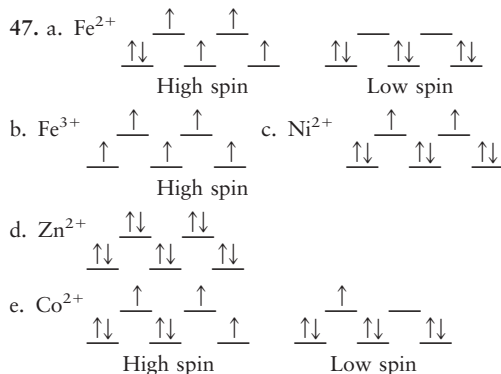 47. a. Fe2+ ↑ ↑
↑↓ ↑ ↑ ↑↓ ↑↓ ↑↓
High spin Low spin
b. Fe3+ ↑ ↑ c. Ni2+ ↑ ↑
↑ ↑ ↑ ↑↓ ↑↓ ↑↓
High spin
d. Zn2+ ↑↓ ↑↓
↑↓ ↑↓ ↑↓
e. Co2+ ↑ ↑ ↑
↑↓ ↑↓ ↑ ↑↓ ↑↓ ↑↓
High spin Low spin